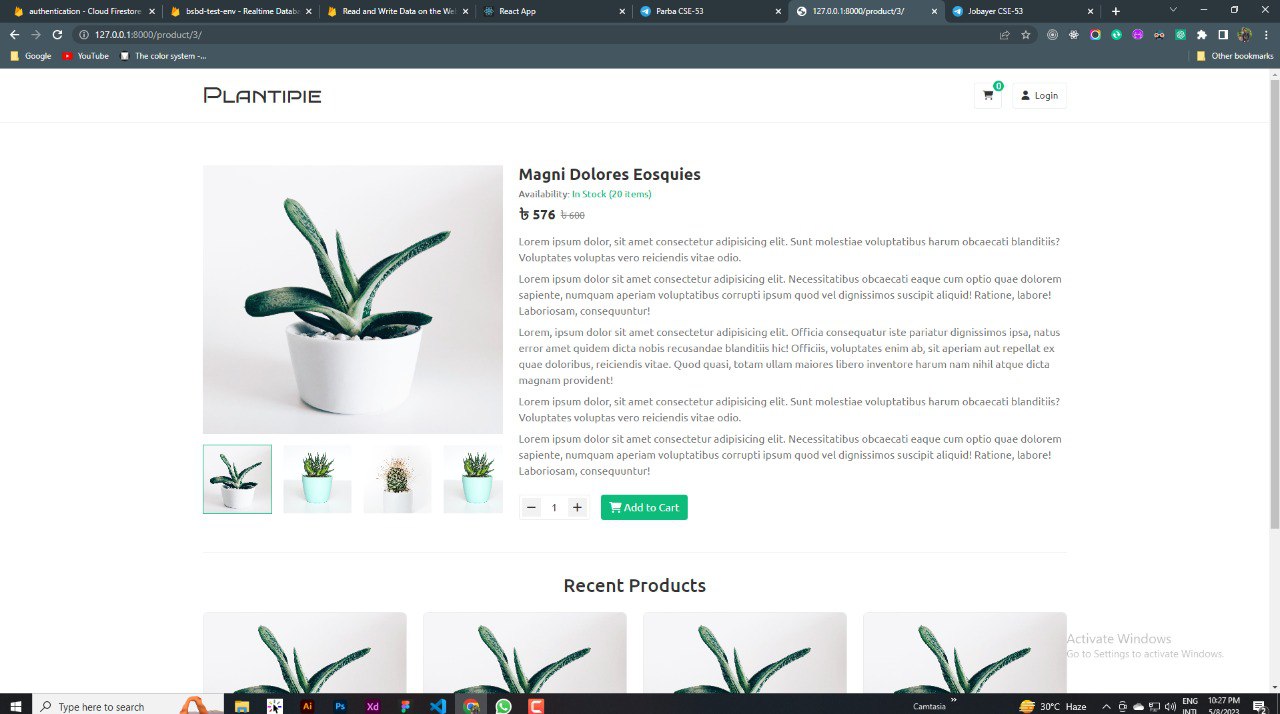 authentication - Cloud Firestore
bsbd-test-env - Realtime Databa
Read and Write Data on the Web
React App
Parba CSE-53
127.0.0.1:8000/product/3/
Jobayer CSE-53
127.0.0.1:8000/product/3/
Google
YouTube
The color system -...
Other bookmarks
PLANTIPIE
0
Login
Magni Dolores Eosquies
Availability: In Stock (20 items)
৳ 576 ৳ 600
Lorem ipsum dolor, sit amet consectetur adipisicing elit. Sunt molestiae voluptatibus harum obcaecati blanditiis?
Voluptates voluptas vero reiciendis vitae odio.
Lorem ipsum dolor sit amet consectetur adipisicing elit. Necessitatibus obcaecati eaque cum optio quae dolorem
sapiente, numquam aperiam voluptatibus corrupti ipsum quod vel dignissimos suscipit aliquid! Ratione, labore!
Laboriosam, consequuntur!
Lorem, ipsum dolor sit amet consectetur adipisicing elit. Officia consequatur iste pariatur dignissimos ipsa, natus
error amet quidem dicta nobis recusandae blanditiis hic! Officiis, voluptates enim ab, sit aperiam aut repellat ex
quae doloribus, reiciendis vitae. Quod quasi, totam ullam maiores libero inventore harum nam nihil atque dicta
magnam provident!
Lorem ipsum dolor, sit amet consectetur adipisicing elit. Sunt molestiae voluptatibus harum obcaecati blanditiis?
Voluptates voluptas vero reiciendis vitae odio.
Lorem ipsum dolor sit amet consectetur adipisicing elit. Necessitatibus obcaecati eaque cum optio quae dolorem
sapiente, numquam aperiam voluptatibus corrupti ipsum quod vel dignissimos suscipit aliquid! Ratione, labore!
Laboriosam, consequuntur!
− 1 +
Add to Cart
Recent Products
Activate Windows
Go to Settings to activate Windows.
Type here to search
Ai
Ps
Xd
Camtasia
30°C Haze
ENG
INTL
10:27 PM
5/8/2023
2